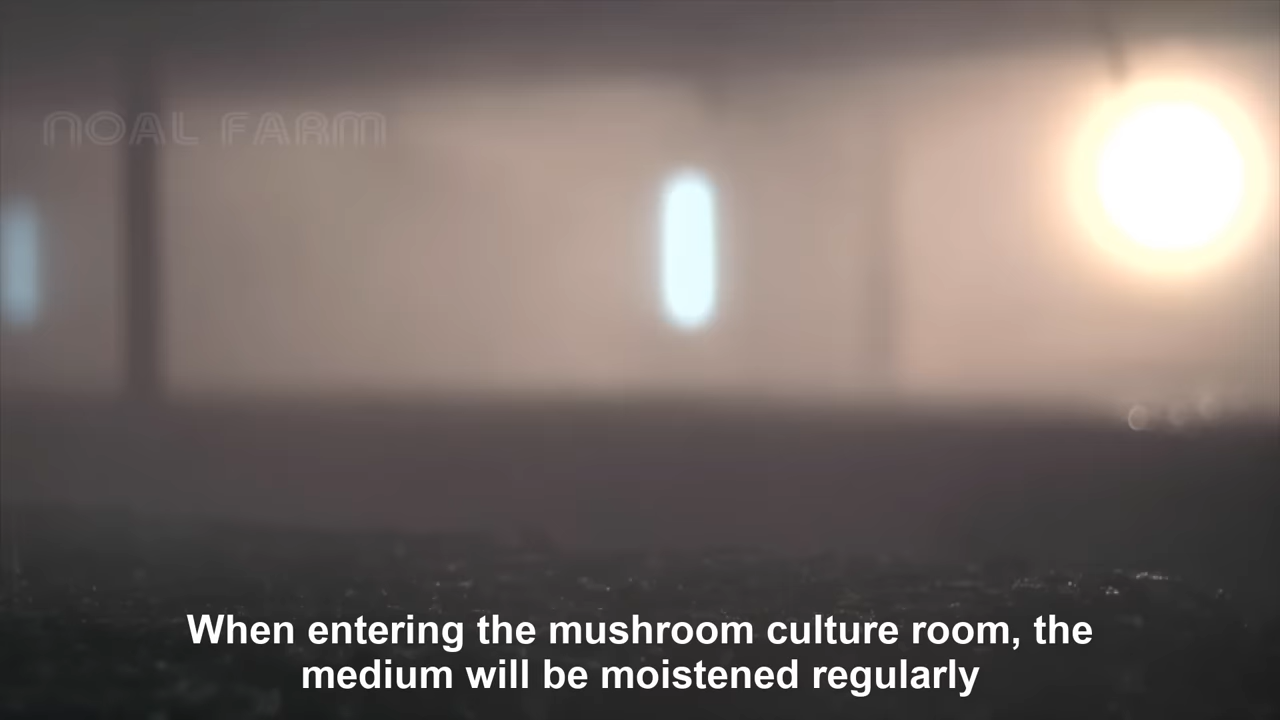 NOAL FARM
When entering the mushroom culture room, the
medium will be moistened regularly